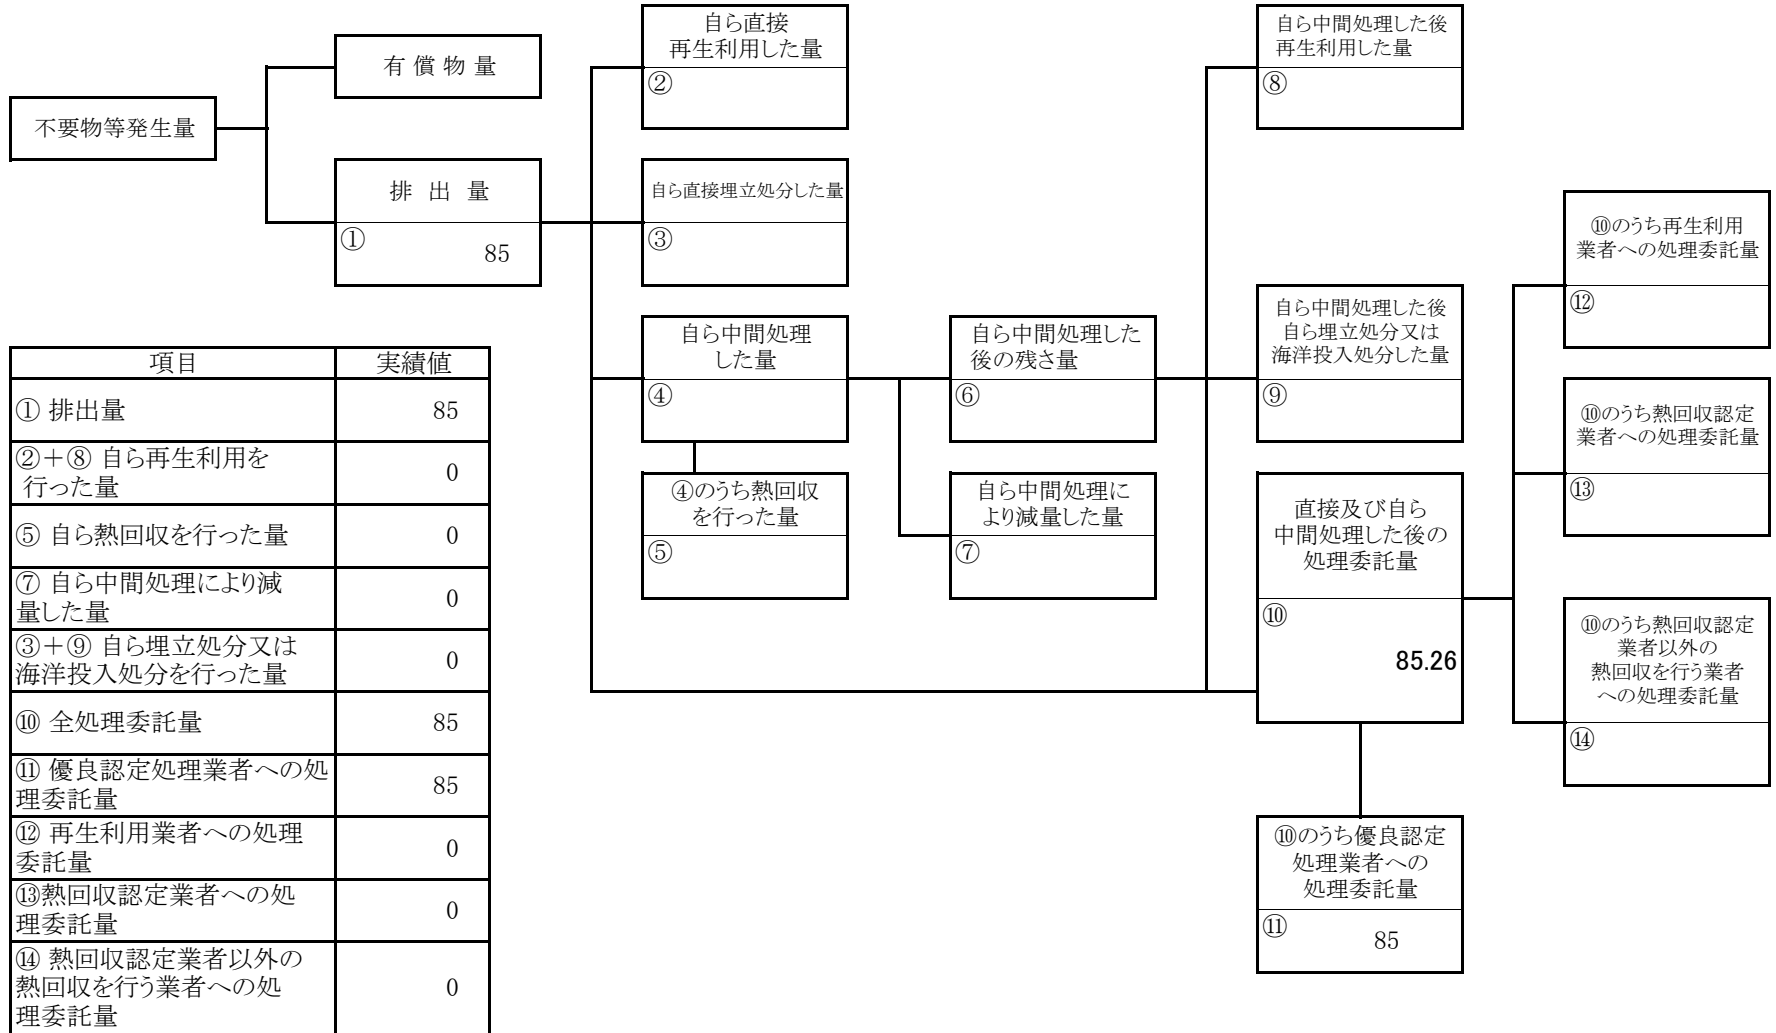 不要物等発生量
有 償 物 量
排 出 量
①
85
自ら直接
再生利用した量
②
自ら直接埋立処分した量
③
自ら中間処理
した量
④
④のうち熱回収
を行った量
⑤
自ら中間処理した
後の残さ量
⑥
自ら中間処理に
より減量した量
⑦
自ら中間処理した後
再生利用した量
⑧
自ら中間処理した後
自ら埋立処分又は
海洋投入処分した量
⑨
直接及び自ら
中間処理した後の
処理委託量
⑩
85.26
⑩のうち優良認定
処理業者への
処理委託量
⑪
85
⑩のうち再生利用
業者への処理委託量
⑫
⑩のうち熱回収認定
業者への処理委託量
⑬
⑩のうち熱回収認定
業者以外の
熱回収を行う業者
への処理委託量
⑭
項目 実績値
① 排出量 85
②+⑧ 自ら再生利用を
行った量 0
⑤ 自ら熱回収を行った量 0
⑦ 自ら中間処理により減
量した量 0
③+⑨ 自ら埋立処分又は
海洋投入処分を行った量 0
⑩ 全処理委託量 85
⑪ 優良認定処理業者への処
理委託量 85
⑫ 再生利用業者への処理
委託量 0
⑬熱回収認定業者への処
理委託量 0
⑭ 熱回収認定業者以外の
熱回収を行う業者への処
理委託量 0